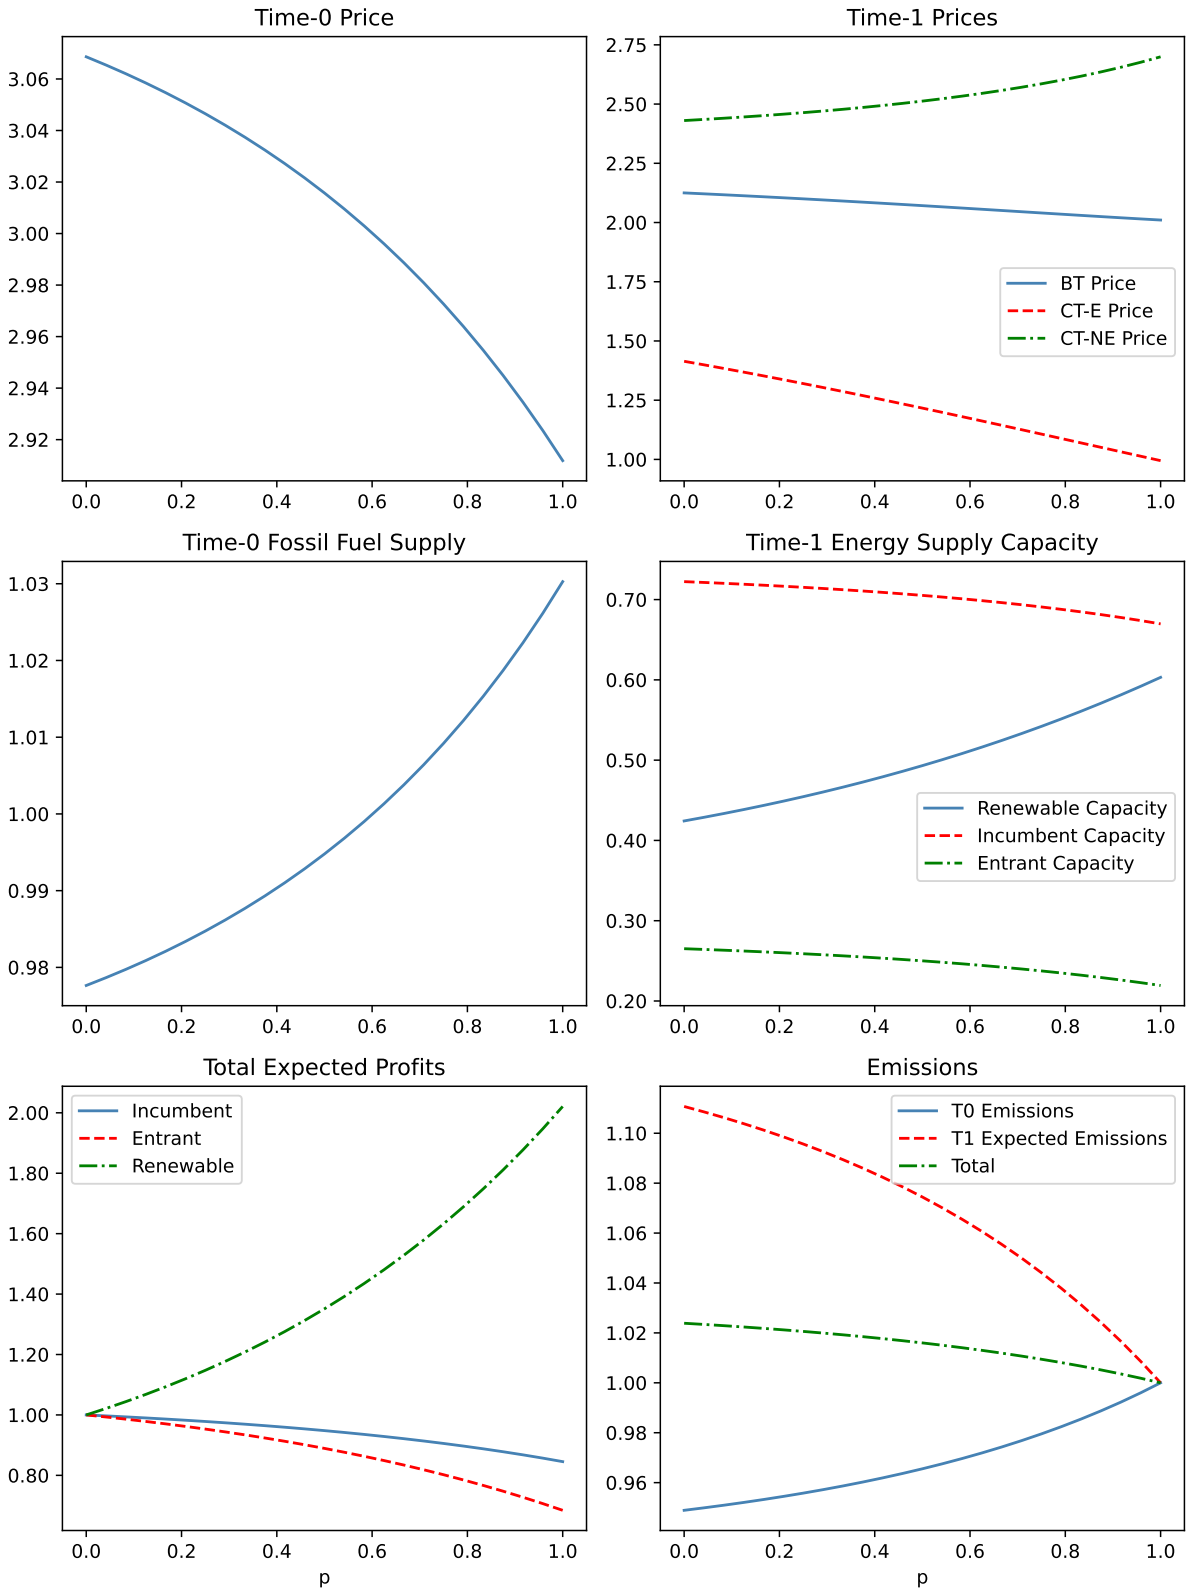 Time-0 Price
3.06
3.04
3.02
3.00
2.98
2.96
2.94
2.92
0.0 0.2 0.4 0.6 0.8 1.0
Time-1 Prices
2.75
2.50
2.25
2.00
1.75
1.50
1.25
1.00
BT Price
CT-E Price
CT-NE Price
0.0 0.2 0.4 0.6 0.8 1.0
Time-0 Fossil Fuel Supply
1.03
1.02
1.01
1.00
0.99
0.98
0.0 0.2 0.4 0.6 0.8 1.0
Time-1 Energy Supply Capacity
0.70
0.60
0.50
0.40
0.30
0.20
Renewable Capacity
Incumbent Capacity
Entrant Capacity
0.0 0.2 0.4 0.6 0.8 1.0
Total Expected Profits
2.00
1.80
1.60
1.40
1.20
1.00
0.80
Incumbent
Entrant
Renewable
0.0 0.2 0.4 0.6 0.8 1.0
p
Emissions
1.10
1.08
1.06
1.04
1.02
1.00
0.98
0.96
T0 Emissions
T1 Expected Emissions
Total
0.0 0.2 0.4 0.6 0.8 1.0
p